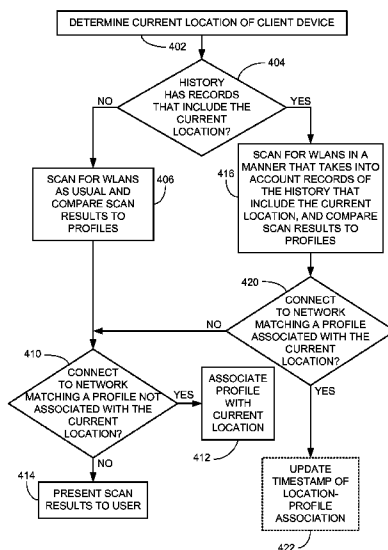 DETERMINE CURRENT LOCATION OF CLIENT DEVICE
402
404
HISTORY
HAS RECORDS
THAT INCLUDE THE
CURRENT
LOCATION?
NO
YES
SCAN FOR WLANS
AS USUAL AND
COMPARE SCAN
RESULTS TO
PROFILES
406
416
SCAN FOR WLANS IN A
MANNER THAT TAKES INTO
ACCOUNT RECORDS OF
THE HISTORY THAT
INCLUDE THE CURRENT
LOCATION, AND COMPARE
SCAN RESULTS TO
PROFILES
420
CONNECT
TO NETWORK
MATCHING A PROFILE
ASSOCIATED WITH THE
CURRENT
LOCATION?
NO
YES
410
CONNECT
TO NETWORK
MATCHING A PROFILE NOT
ASSOCIATED WITH THE
CURRENT
LOCATION?
YES
NO
ASSOCIATE
PROFILE
WITH
CURRENT
LOCATION
412
414
PRESENT SCAN
RESULTS TO USER
UPDATE
TIMESTAMP OF
LOCATION-
PROFILE
ASSOCIATION
422